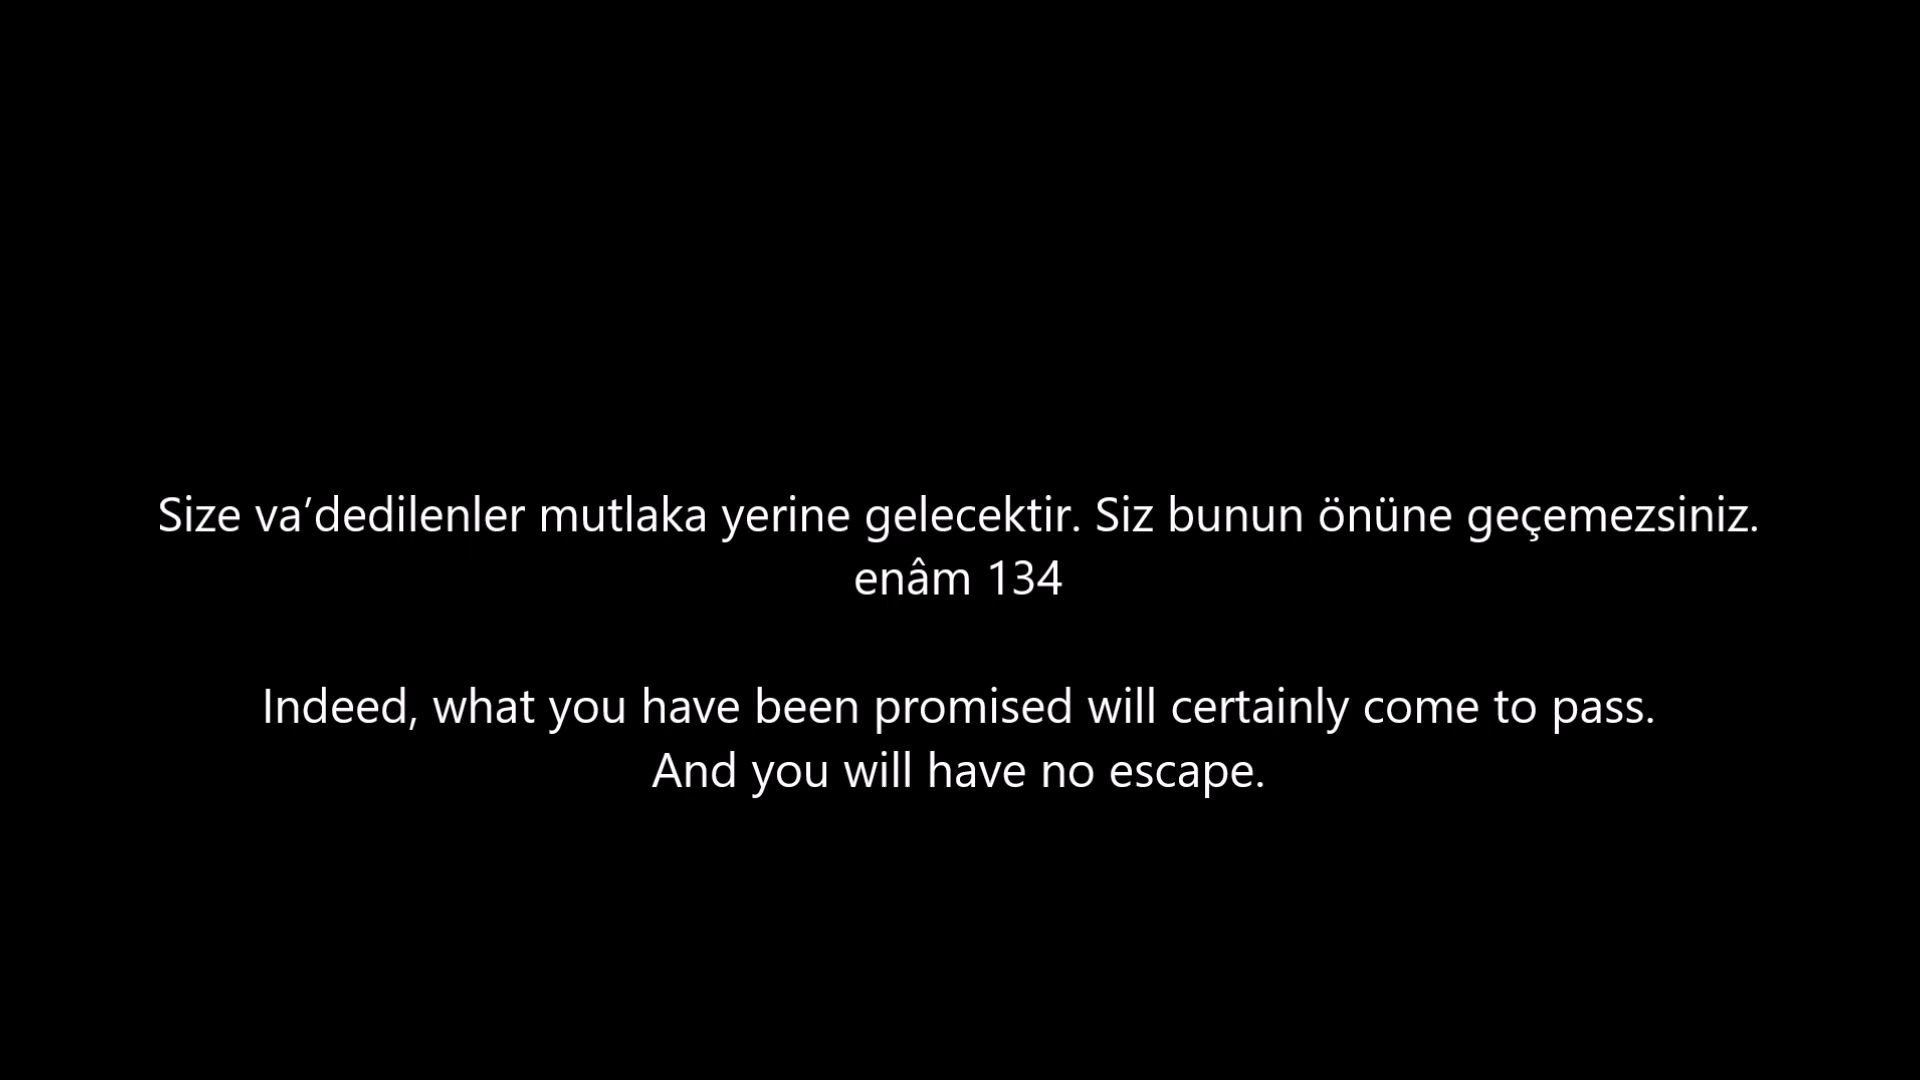 Size va’dedilenler mutlaka yerine gelecektir. Siz bunun önüne geçemezsiniz.
enâm 134
Indeed, what you have been promised will certainly come to pass.
And you will have no escape.